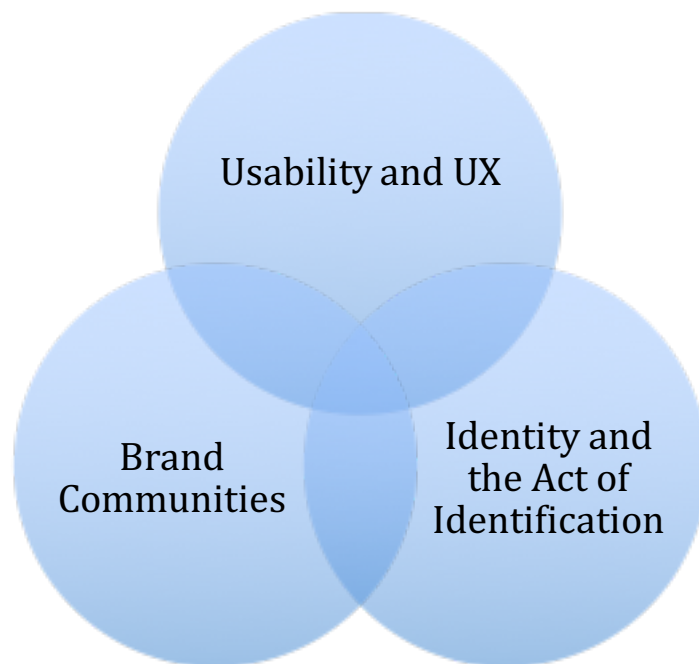 Usability and UX
Brand
Communities
Identity and
the Act of
Identification